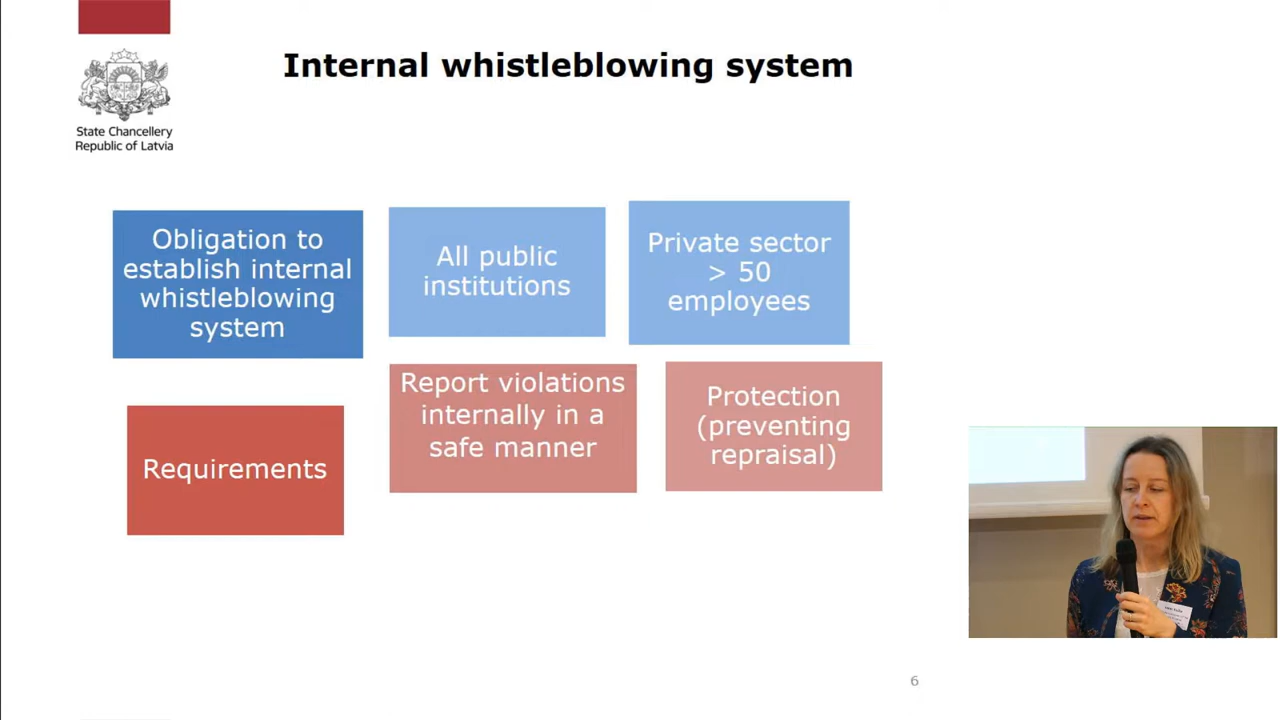 Internal whistleblowing system
State Chancellery
Republic of Latvia
Obligation to
establish internal
whistleblowing
system
All public
institutions
Private sector
> 50
employees
Requirements
Report violations
internally in a
safe manner
Protection
(preventing
repraisal)
6